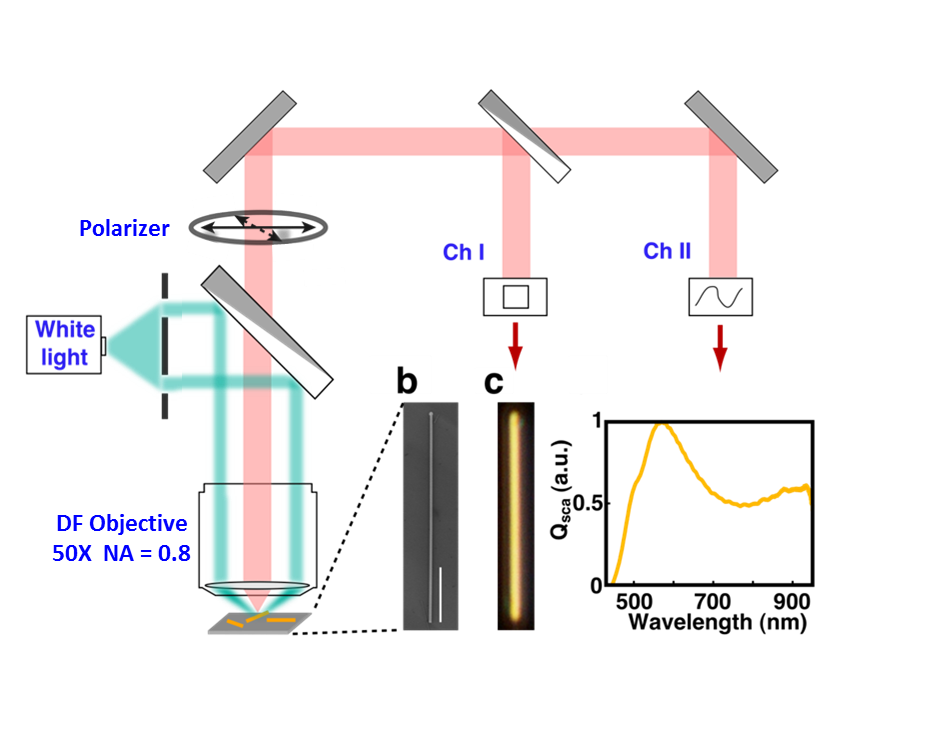 Polarizer
Ch I
Ch II
White
light
b
c
DF Objective
50X NA = 0.8
Qsca (a.u.)
1
0.5
0
500
700
900
Wavelength (nm)